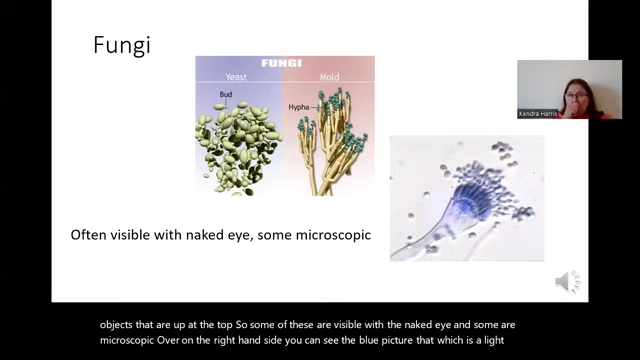 Fungi
FUNGI
Yeast
Mold
Bud
Hypha
Kendra Harris
Often visible with naked eye, some microscopic
objects that are up at the top So some of these are visible with the naked eye and some are
microscopic Over on the right hand side you can see the blue picture that which is a light